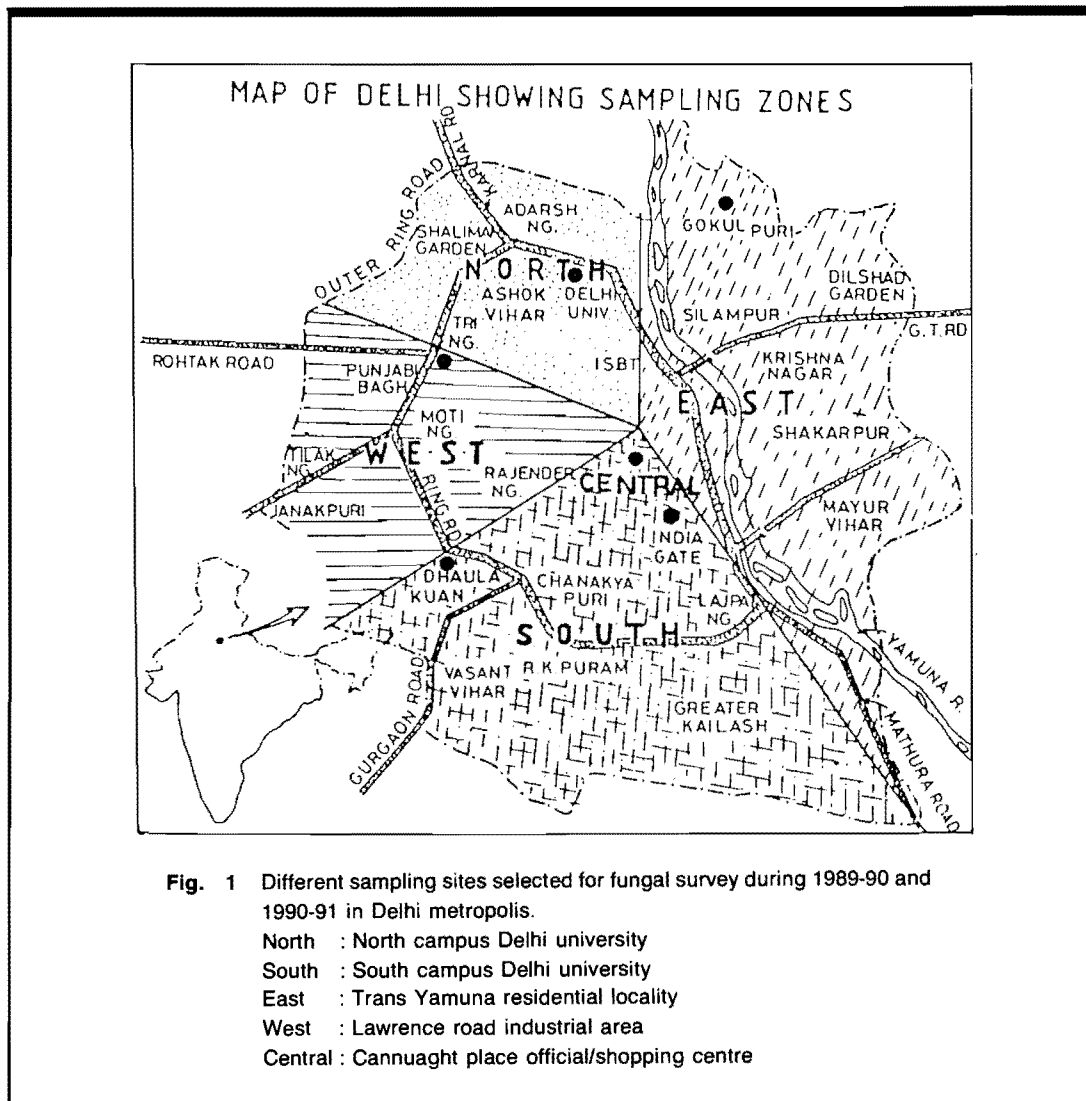 MAP OF DELHI SHOWING SAMPLING ZONES
KARNAL RD
OUTER RING ROAD
ADARSH
NG.
SHALIMA
GARDEN
NORTH
ASHOK
VIHAR
DELHI
UNIV.
GOKUL PURI
DILSHAD
GARDEN
SILAMPUR
G.T.RD
TRI
NG.
ROHTAK ROAD
PUNJABI
BAGH
ISBT
KRISHNA
NAGAR
EAST
MOTI
NG
SHAKARPUR
TILAK
NG.
WEST
RAJENDER
NG.
CENTRAL
RING RD
JANAKPURI
MAYUR
VIHAR
INDIA
GATE
DHAULA
KUAN
CHANAKYA
PURI
LAJPA
NG.
SOUTH
VASANT
VIHAR
R.K.PURAM
YAMUNA R.
GREATER
KAILASH
GURGAON ROAD
MATHURA ROAD
Fig. 1 Different sampling sites selected for fungal survey during 1989-90 and
1990-91 in Delhi metropolis.
North : North campus Delhi university
South : South campus Delhi university
East : Trans Yamuna residential locality
West : Lawrence road industrial area
Central : Cannuaght place official/shopping centre